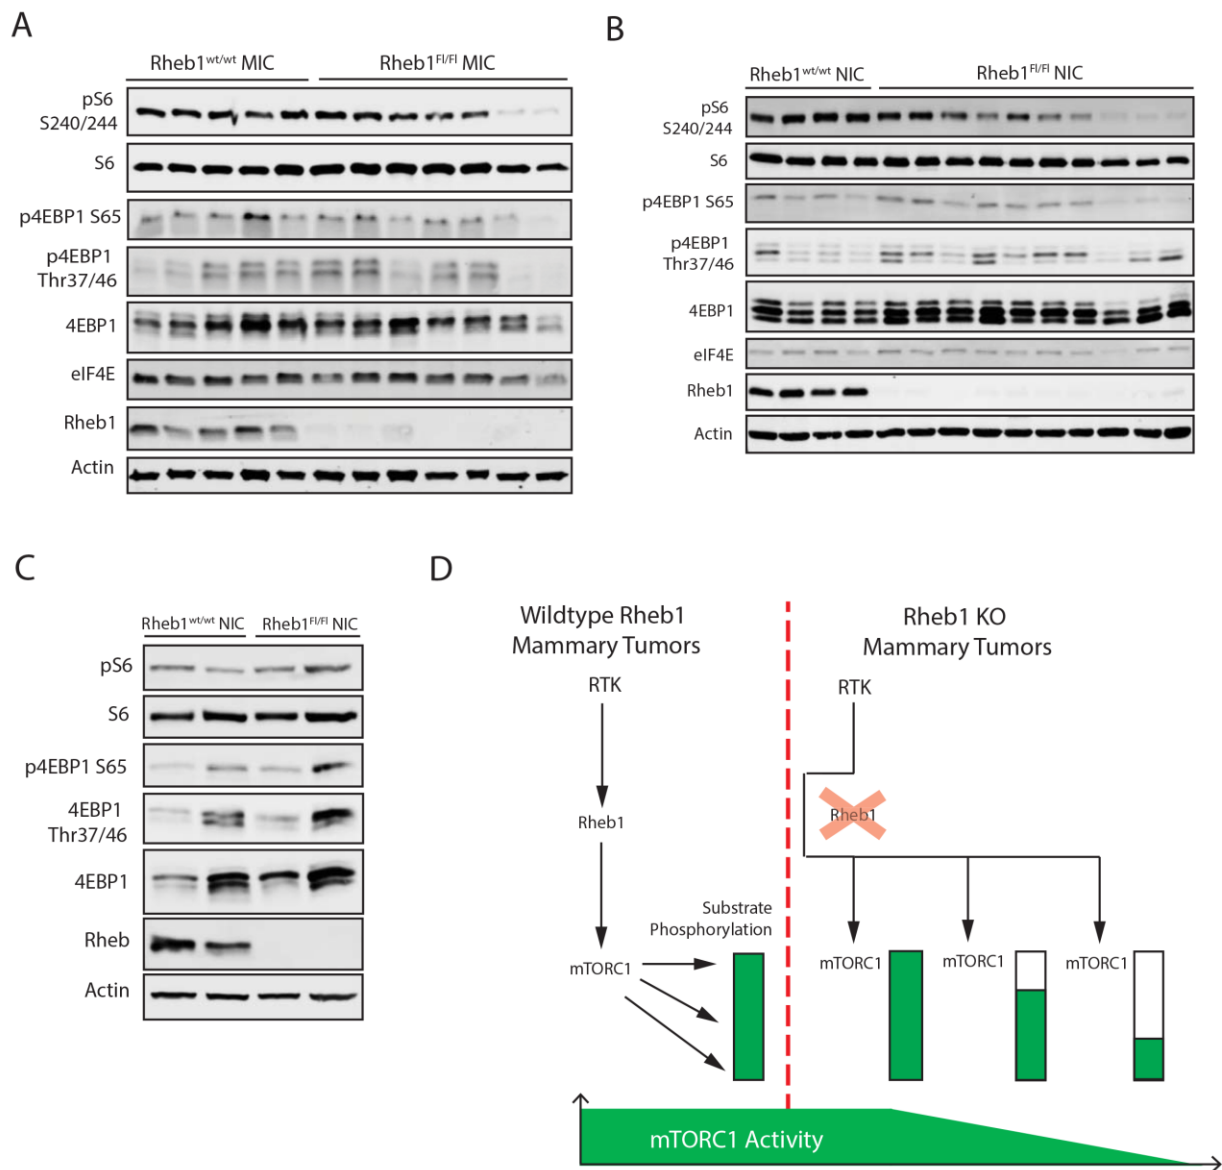 A
Rheb1wt/wt MIC
Rheb1Fl/Fl MIC
pS6
S240/244
S6
p4EBP1 S65
p4EBP1
Thr37/46
4EBP1
eIF4E
Rheb1
Actin
B
Rheb1wt/wt NIC
Rheb1Fl/Fl NIC
pS6
S240/244
S6
p4EBP1 S65
p4EBP1
Thr37/46
4EBP1
eIF4E
Rheb1
Actin
C
Rheb1wt/wt NIC
Rheb1Fl/Fl NIC
pS6
S6
p4EBP1 S65
4EBP1
Thr37/46
4EBP1
Rheb
Actin
D
Wildtype Rheb1
Mammary Tumors
RTK
Rheb1
mTORC1
Substrate
Phosphorylation
Rheb1 KO
Mammary Tumors
RTK
Rheb1
mTORC1
mTORC1
mTORC1
mTORC1 Activity